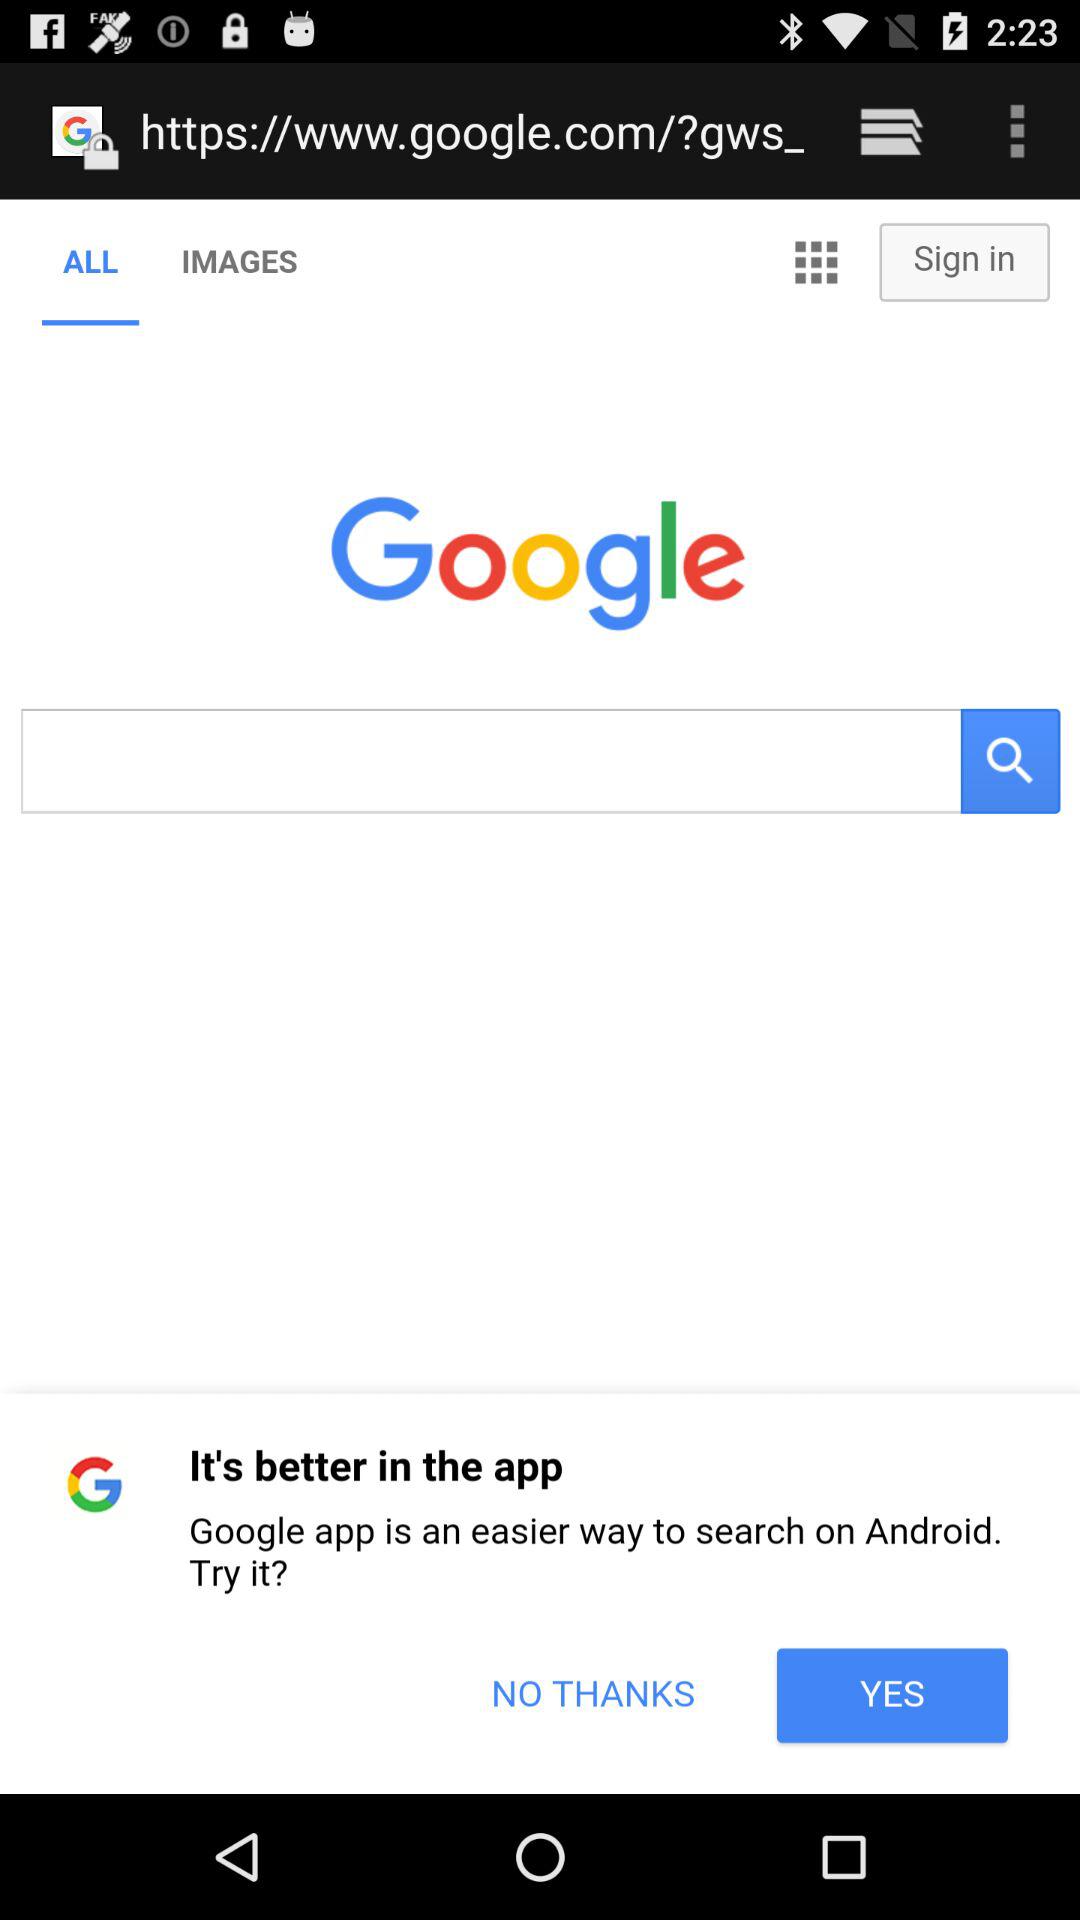 FAK
2:23
https://www.google.com/?gws_
ALL IMAGES Sign in
Google
It's better in the app
Google app is an easier way to search on Android.
Try it?
NO THANKS YES